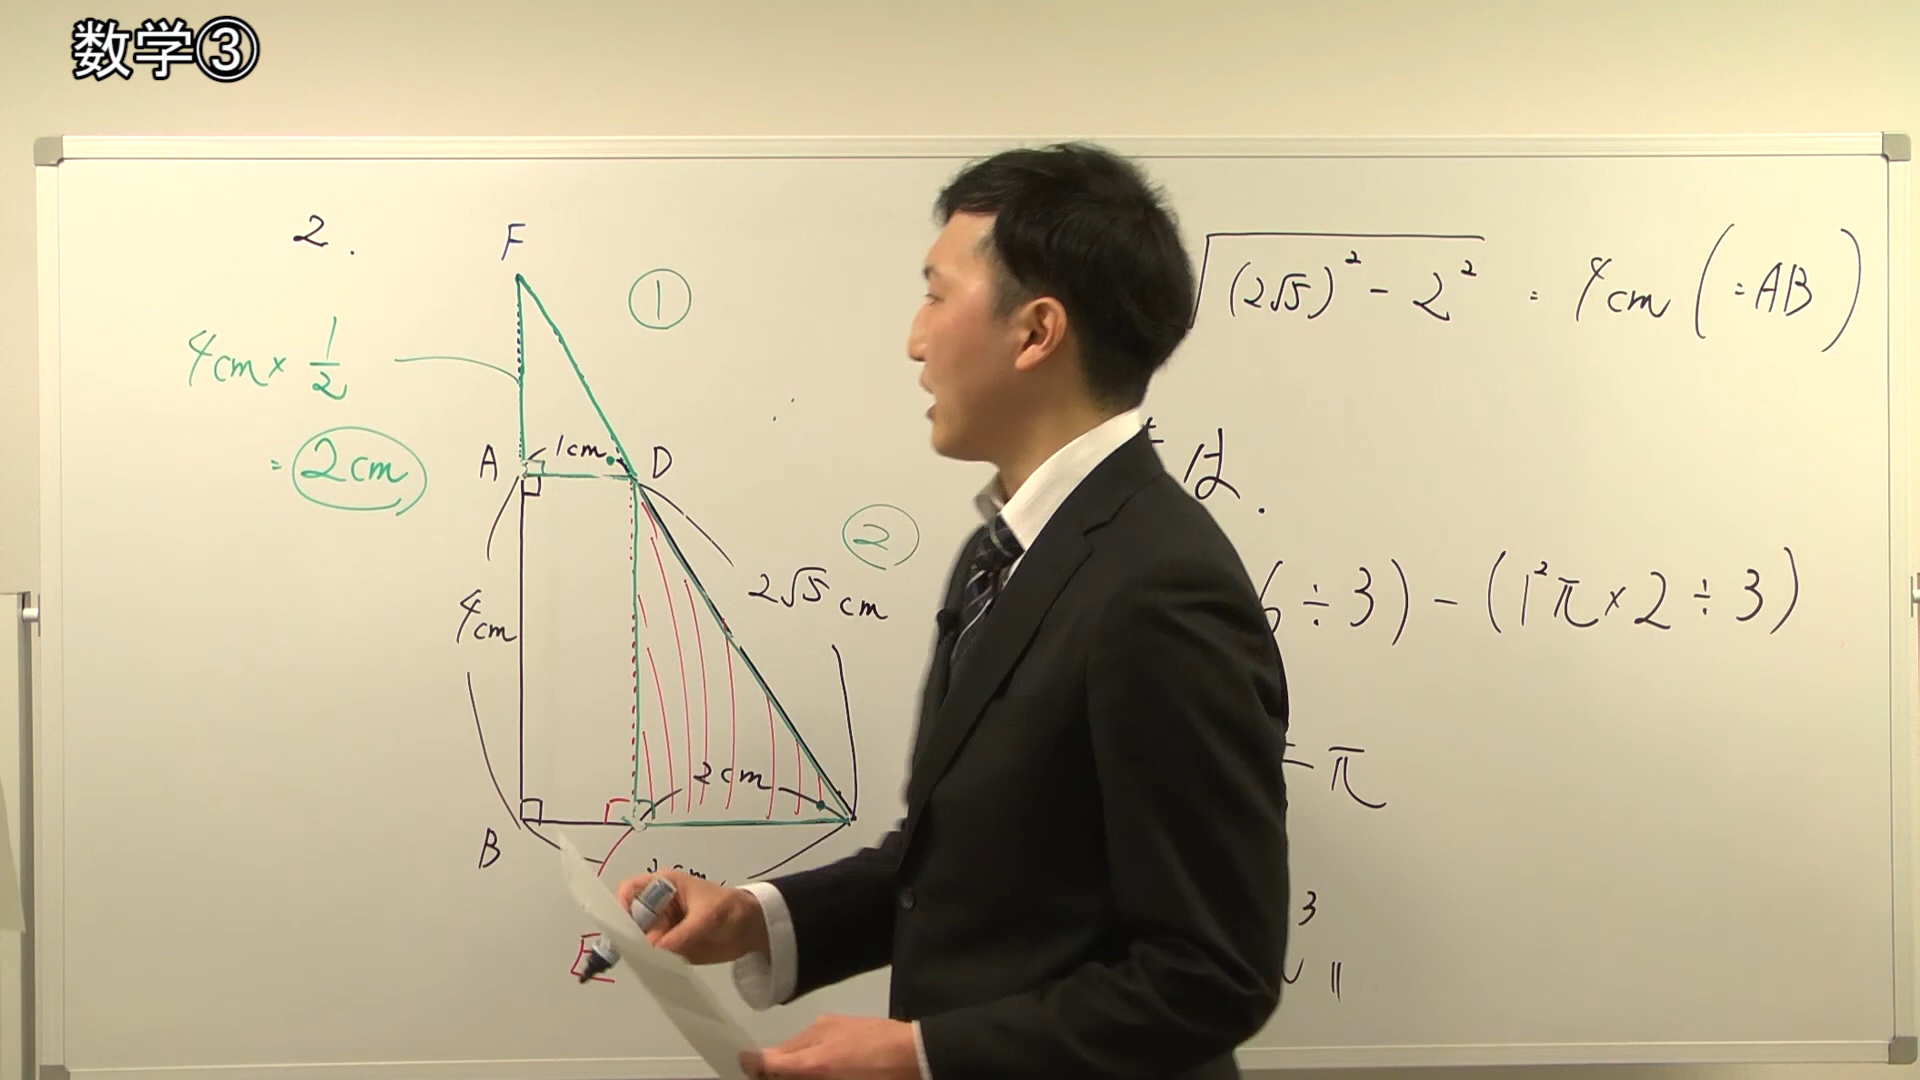 数学③
2.
F
①
4cm × 1/2
= 2cm
A
1cm
D
②
4cm
2√5 cm
2cm
B
E
√(2√5)² - 2² = 4cm (=AB)
は.
6 ÷ 3) - (1²π × 2 ÷ 3)
π
3